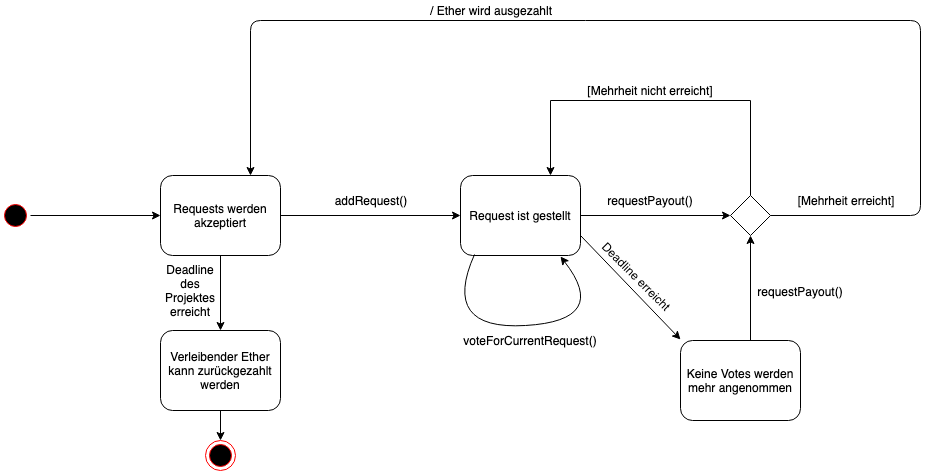 / Ether wird ausgezahlt
[Mehrheit nicht erreicht]
Requests werden
akzeptiert
addRequest()
Request ist gestellt
requestPayout()
[Mehrheit erreicht]
Deadline
des
Projektes
erreicht
Deadline erreicht
requestPayout()
voteForCurrentRequest()
Verleibender Ether
kann zurückgezahlt
werden
Keine Votes werden
mehr angenommen